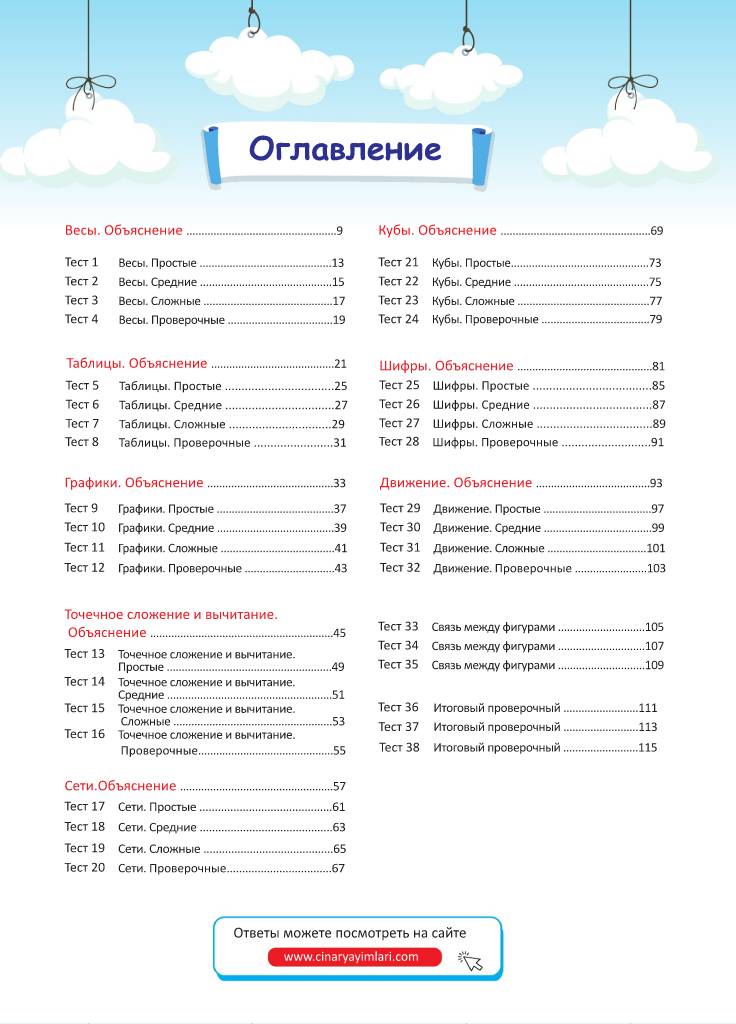 Оглавление
Весы. Объяснение ................................................9
Тест 1 Весы. Простые ..........................................13
Тест 2 Весы. Средние ..........................................15
Тест 3 Весы. Сложные .........................................17
Тест 4 Весы. Проверочные .................................19
Таблицы. Объяснение .......................................21
Тест 5 Таблицы. Простые ..................................25
Тест 6 Таблицы. Средние ..................................27
Тест 7 Таблицы. Сложные .................................29
Тест 8 Таблицы. Проверочные .........................31
Графики. Объяснение ........................................33
Тест 9 Графики. Простые ....................................37
Тест 10 Графики. Средние ....................................39
Тест 11 Графики. Сложные ....................................41
Тест 12 Графики. Проверочные ............................43
Точечное сложение и вычитание.
Объяснение ..........................................................45
Тест 13 Точечное сложение и вычитание.
Простые ....................................................49
Тест 14 Точечное сложение и вычитание.
Средние ....................................................51
Тест 15 Точечное сложение и вычитание.
Сложные ..................................................53
Тест 16 Точечное сложение и вычитание.
Проверочные...........................................55
Сети.Объяснение ................................................57
Тест 17 Сети. Простые ..........................................61
Тест 18 Сети. Средние ..........................................63
Тест 19 Сети. Сложные .........................................65
Тест 20 Сети. Проверочные.................................67
Кубы. Объяснение ................................................69
Тест 21 Кубы. Простые...........................................73
Тест 22 Кубы. Средние ..........................................75
Тест 23 Кубы. Сложные .........................................77
Тест 24 Кубы. Проверочные .................................79
Шифры. Объяснение ...........................................81
Тест 25 Шифры. Простые .....................................85
Тест 26 Шифры. Средние .....................................87
Тест 27 Шифры. Сложные ....................................89
Тест 28 Шифры. Проверочные ............................91
Движение. Объяснение ....................................93
Тест 29 Движение. Простые ..................................97
Тест 30 Движение. Средние ..................................99
Тест 31 Движение. Сложные ................................101
Тест 32 Движение. Проверочные .......................103
Тест 33 Связь между фигурами ...........................105
Тест 34 Связь между фигурами ...........................107
Тест 35 Связь между фигурами ...........................109
Тест 36 Итоговый проверочный ........................111
Тест 37 Итоговый проверочный ........................113
Тест 38 Итоговый проверочный ........................115
Ответы можете посмотреть на сайте
www.cinaryayimlari.com